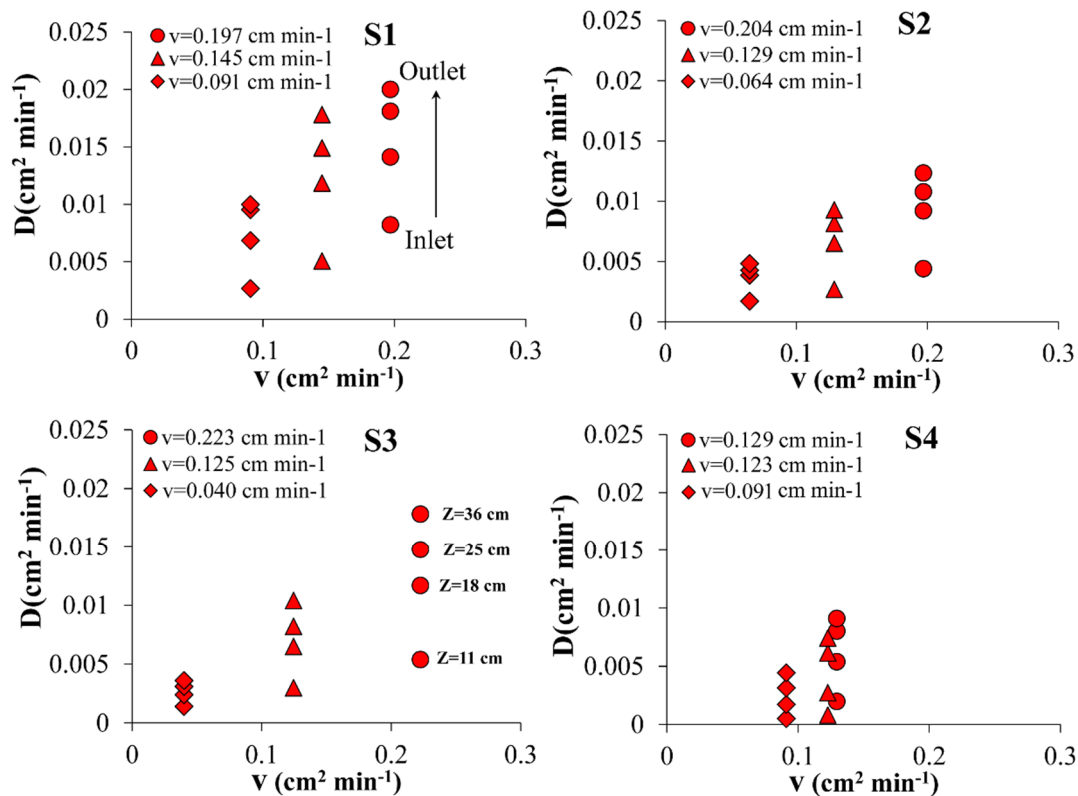 S1
v=0.197 cm min-1
v=0.145 cm min-1
v=0.091 cm min-1
Outlet
Inlet
D(cm² min⁻¹)
0.025
0.02
0.015
0.01
0.005
0
0
0.1
0.2
0.3
v (cm² min⁻¹)
S2
v=0.204 cm min-1
v=0.129 cm min-1
v=0.064 cm min-1
D(cm² min⁻¹)
0.025
0.02
0.015
0.01
0.005
0
0
0.1
0.2
0.3
v (cm² min⁻¹)
S3
v=0.223 cm min-1
v=0.125 cm min-1
v=0.040 cm min-1
Z=36 cm
Z=25 cm
Z=18 cm
Z=11 cm
D(cm² min⁻¹)
0.025
0.02
0.015
0.01
0.005
0
0
0.1
0.2
0.3
v (cm² min⁻¹)
S4
v=0.129 cm min-1
v=0.123 cm min-1
v=0.091 cm min-1
D(cm² min⁻¹)
0.025
0.02
0.015
0.01
0.005
0
0
0.1
0.2
0.3
v (cm² min⁻¹)